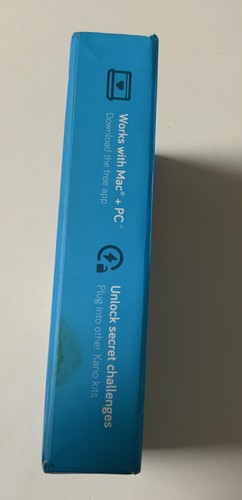 Works with Mac® + PC
Download the free app
Unlock secret challenges
Plug into other Kano kits